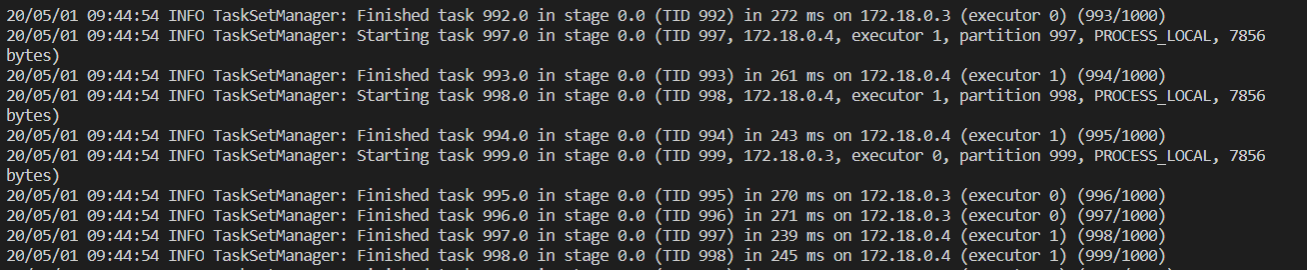 20/05/01 09:44:54 INFO TaskSetManager: Finished task 992.0 in stage 0.0 (TID 992) in 272 ms on 172.18.0.3 (executor 0) (993/1000)
20/05/01 09:44:54 INFO TaskSetManager: Starting task 997.0 in stage 0.0 (TID 997, 172.18.0.4, executor 1, partition 997, PROCESS_LOCAL, 7856
bytes)
20/05/01 09:44:54 INFO TaskSetManager: Finished task 993.0 in stage 0.0 (TID 993) in 261 ms on 172.18.0.4 (executor 1) (994/1000)
20/05/01 09:44:54 INFO TaskSetManager: Starting task 998.0 in stage 0.0 (TID 998, 172.18.0.4, executor 1, partition 998, PROCESS_LOCAL, 7856
bytes)
20/05/01 09:44:54 INFO TaskSetManager: Finished task 994.0 in stage 0.0 (TID 994) in 243 ms on 172.18.0.4 (executor 1) (995/1000)
20/05/01 09:44:54 INFO TaskSetManager: Starting task 999.0 in stage 0.0 (TID 999, 172.18.0.3, executor 0, partition 999, PROCESS_LOCAL, 7856
bytes)
20/05/01 09:44:54 INFO TaskSetManager: Finished task 995.0 in stage 0.0 (TID 995) in 270 ms on 172.18.0.3 (executor 0) (996/1000)
20/05/01 09:44:54 INFO TaskSetManager: Finished task 996.0 in stage 0.0 (TID 996) in 271 ms on 172.18.0.3 (executor 0) (997/1000)
20/05/01 09:44:54 INFO TaskSetManager: Finished task 997.0 in stage 0.0 (TID 997) in 239 ms on 172.18.0.4 (executor 1) (998/1000)
20/05/01 09:44:54 INFO TaskSetManager: Finished task 998.0 in stage 0.0 (TID 998) in 245 ms on 172.18.0.4 (executor 1) (999/1000)